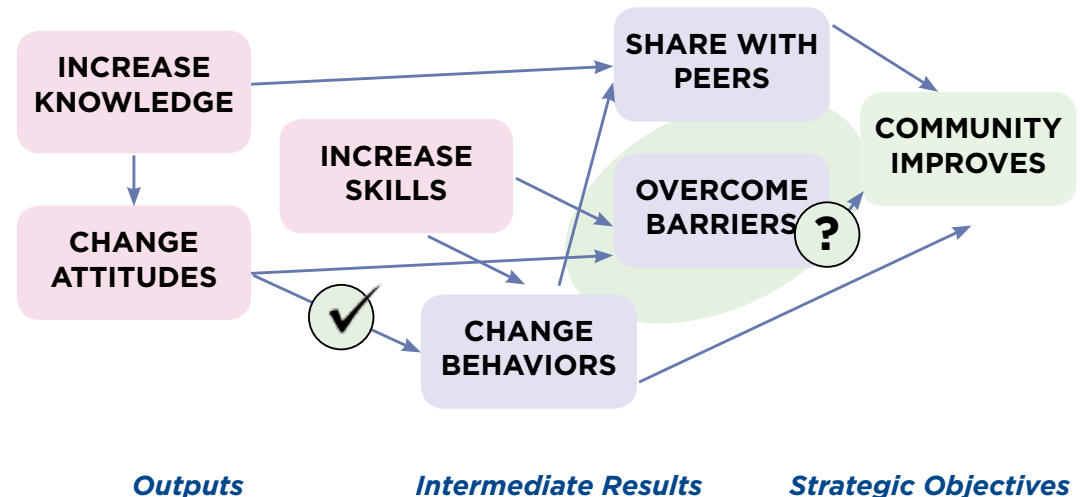 INCREASE
KNOWLEDGE
SHARE WITH
PEERS
INCREASE
SKILLS
COMMUNITY
IMPROVES
OVERCOME
BARRIERS
?
CHANGE
ATTITUDES
CHANGE
BEHAVIORS
Outputs
Intermediate Results
Strategic Objectives